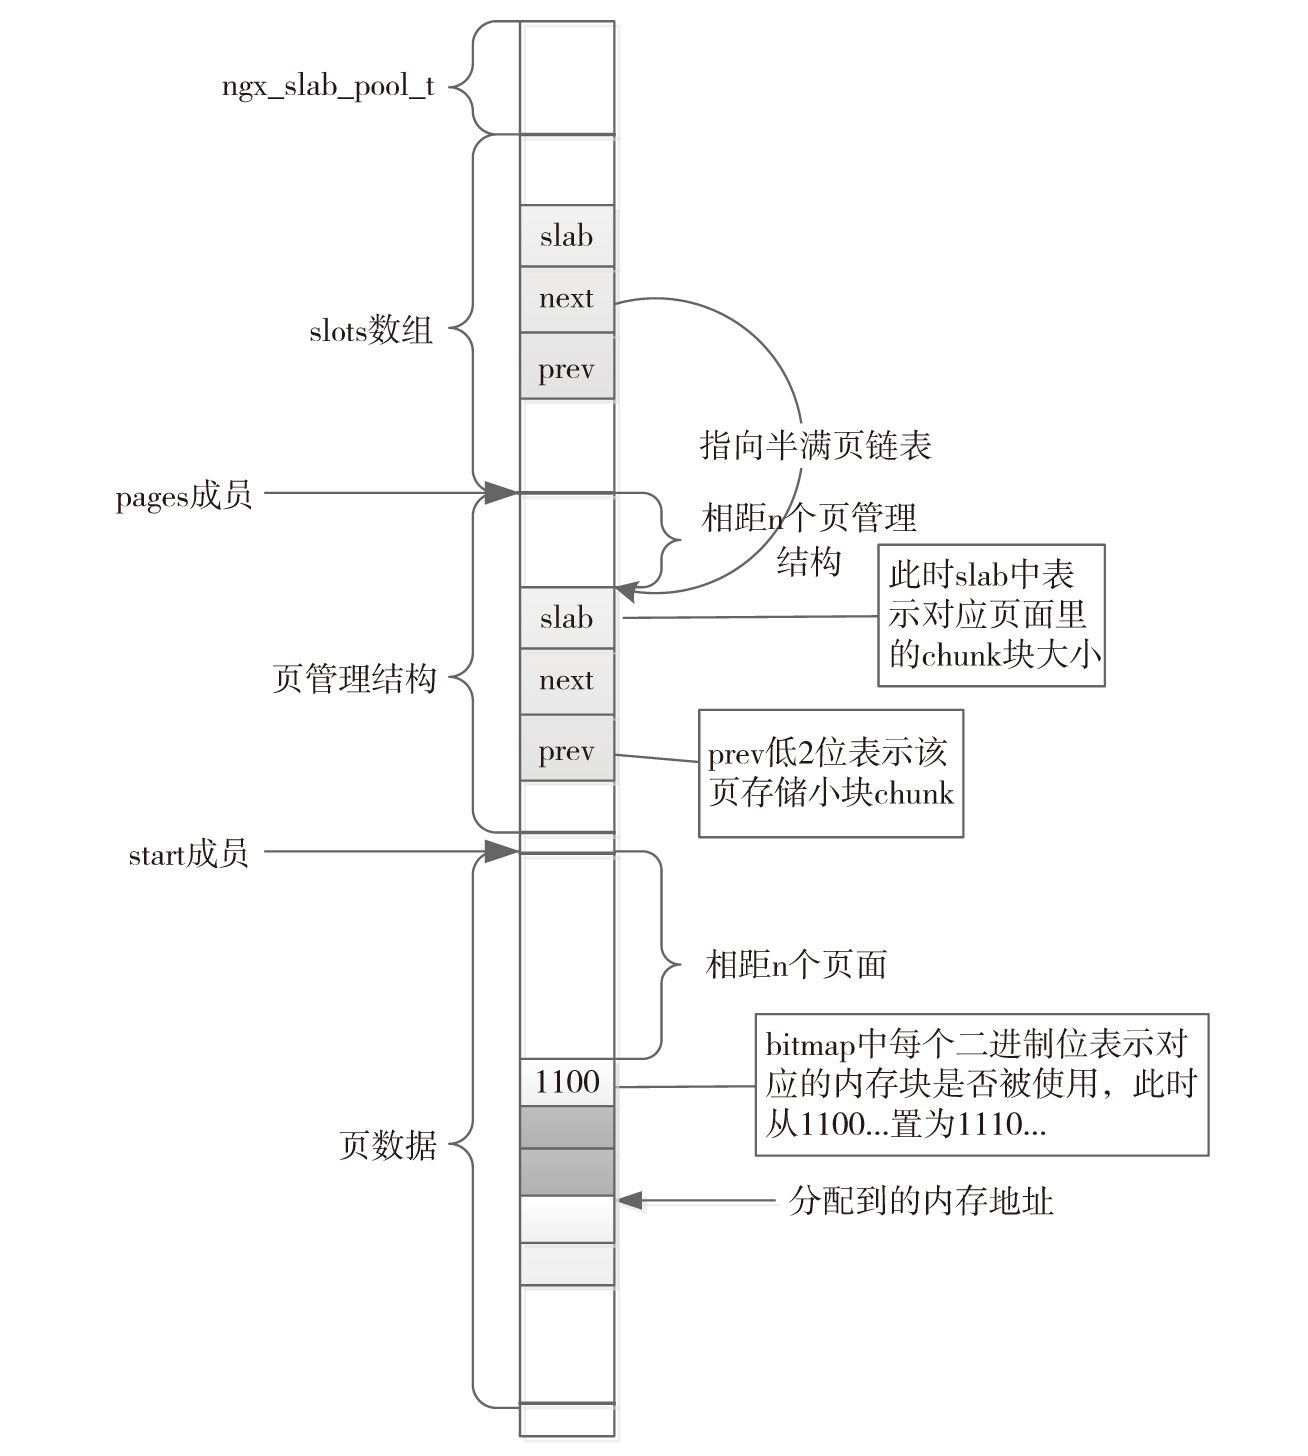 ngx_slab_pool_t
slab
next
slots数组
prev
指向半满页链表
pages成员
相距n个页管理
结构
此时slab中表
示对应页面里
的chunk块大小
slab
页管理结构
next
prev
prev低2位表示该
页存储小块chunk
start成员
相距n个页面
bitmap中每个二进制位表示对
应的内存块是否被使用，此时
从1100...置为1110...
1100
页数据
分配到的内存地址